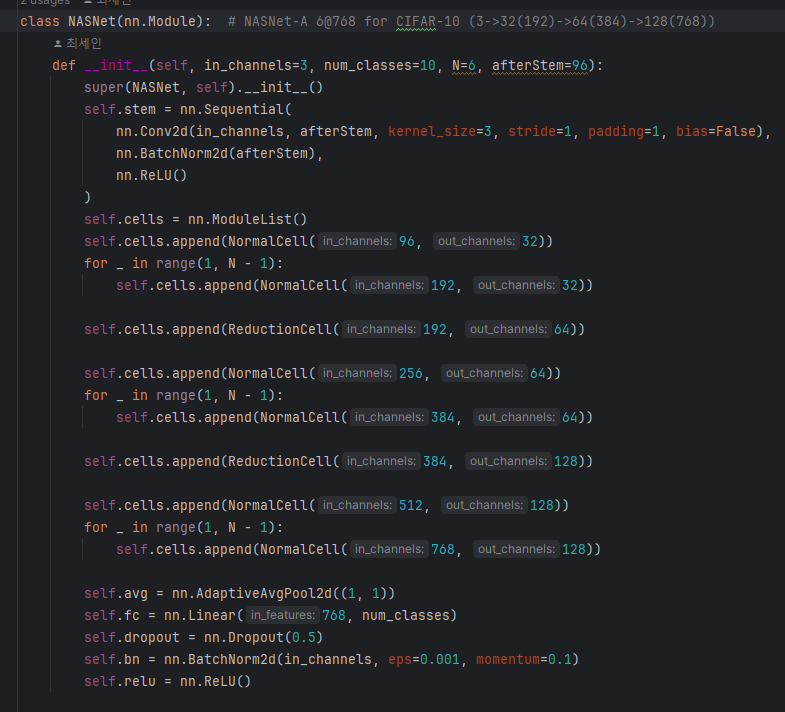 2 usages 최세인
class NASNet(nn.Module):  # NASNet-A 6@768 for CIFAR-10 (3->32(192)->64(384)->128(768))
최세인
    def __init__(self, in_channels=3, num_classes=10, N=6, afterStem=96):
        super(NASNet, self).__init__()
        self.stem = nn.Sequential(
            nn.Conv2d(in_channels, afterStem, kernel_size=3, stride=1, padding=1, bias=False),
            nn.BatchNorm2d(afterStem),
            nn.ReLU()
        )
        self.cells = nn.ModuleList()
        self.cells.append(NormalCell( in_channels: 96,  out_channels: 32))
        for _ in range(1, N - 1):
            self.cells.append(NormalCell( in_channels: 192,  out_channels: 32))
        self.cells.append(ReductionCell( in_channels: 192,  out_channels: 64))
        self.cells.append(NormalCell( in_channels: 256,  out_channels: 64))
        for _ in range(1, N - 1):
            self.cells.append(NormalCell( in_channels: 384,  out_channels: 64))
        self.cells.append(ReductionCell( in_channels: 384,  out_channels: 128))
        self.cells.append(NormalCell( in_channels: 512,  out_channels: 128))
        for _ in range(1, N - 1):
            self.cells.append(NormalCell( in_channels: 768,  out_channels: 128))
        self.avg = nn.AdaptiveAvgPool2d((1, 1))
        self.fc = nn.Linear( in_features: 768, num_classes)
        self.dropout = nn.Dropout(0.5)
        self.bn = nn.BatchNorm2d(in_channels, eps=0.001, momentum=0.1)
        self.relu = nn.ReLU()